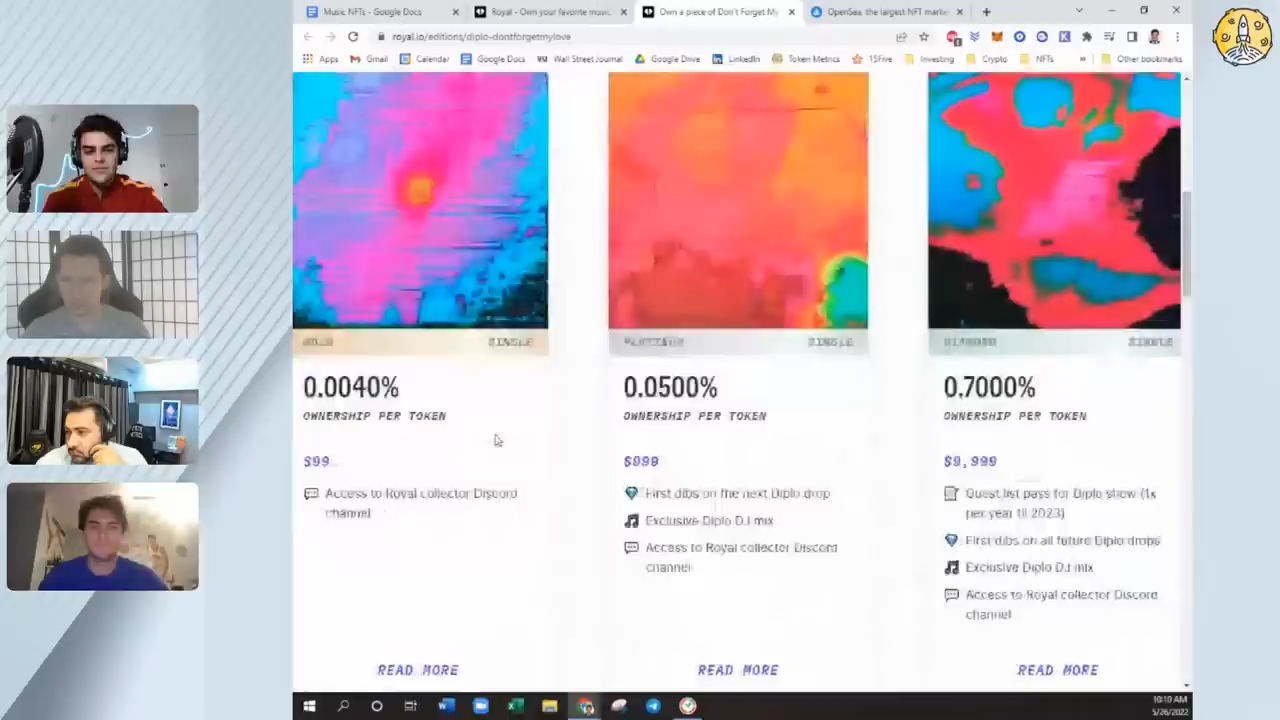 Music NFTs - Google Docs
Royal - Own your favorite music
Own a piece of Don't Forget My
OpenSea, the largest NFT marke
royal.io/editions/diplo-dontforgetmylove
Apps
Gmail
Calendar
Google Docs
Wall Street Journal
Google Drive
LinkedIn
Token Metrics
15Five
Investing
Crypto
NFTs
»
Other bookmarks
GOLD SINGLE
PLATINUM SINGLE
DIAMOND SINGLE
0.0040%
OWNERSHIP PER TOKEN
$99
Access to Royal collector Discord
channel
READ MORE
0.0500%
OWNERSHIP PER TOKEN
$999
First dibs on the next Diplo drop
Exclusive Diplo DJ mix
Access to Royal collector Discord
channel
READ MORE
0.7000%
OWNERSHIP PER TOKEN
$9,999
Guest list pass for Diplo show (1x
per year til 2023)
First dibs on all future Diplo drops
Exclusive Diplo DJ mix
Access to Royal collector Discord
channel
READ MORE
10:10 AM
5/26/2022